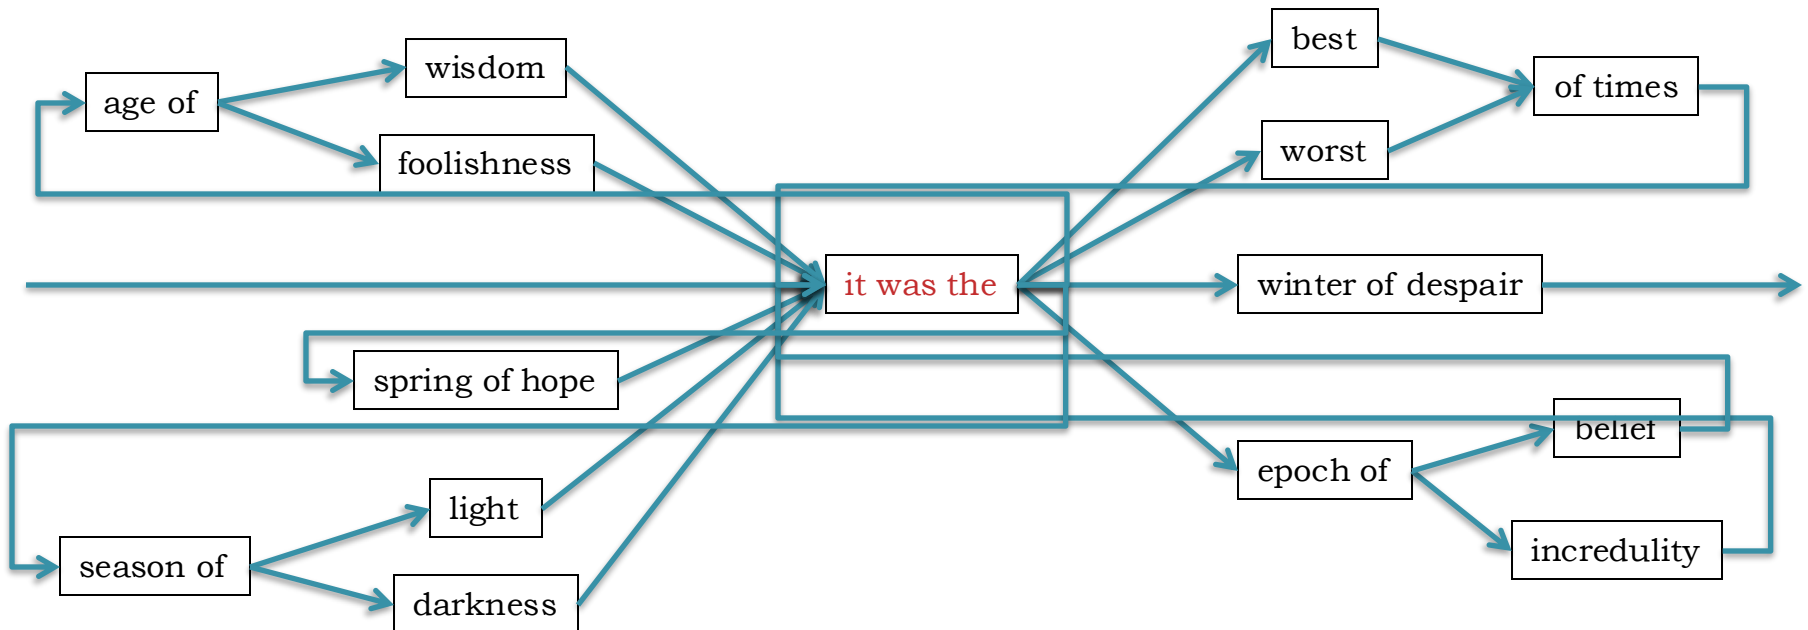 best
wisdom
of times
age of
worst
foolishness
it was the
winter of despair
spring of hope
belief
epoch of
light
incredulity
season of
darkness